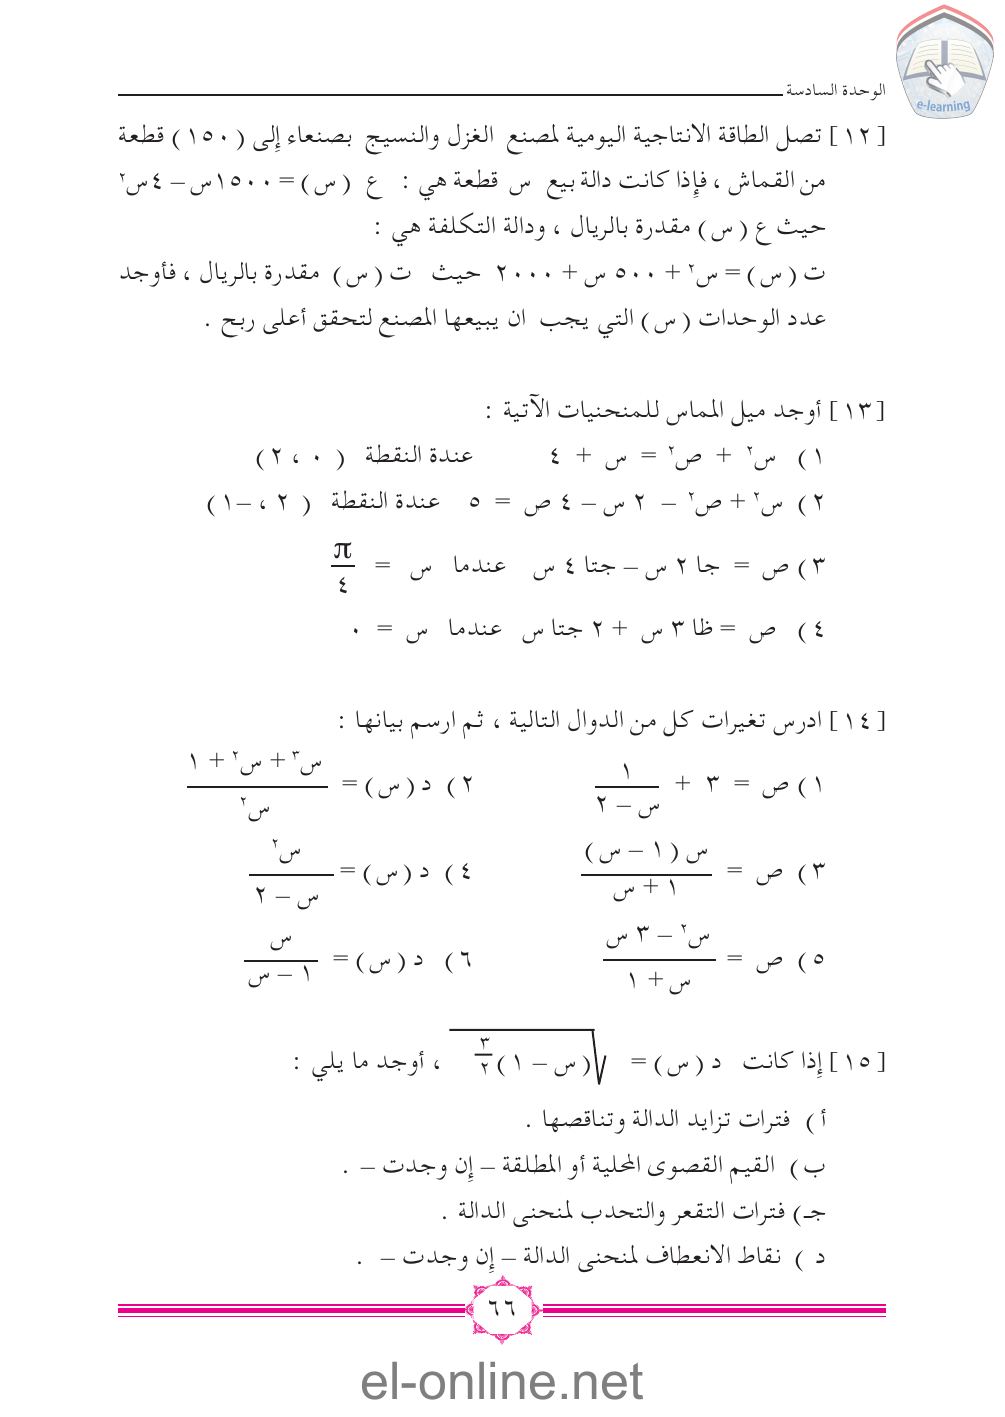 e-learning
الوحدة السادسة
[ ١٢ ] تصل الطاقة الانتاجية اليومية لمصنع الغزل والنسيج بصنعاء إلى ( ١٥٠ ) قطعة
من القماش ، فإذا كانت دالة بيع س قطعة هي : ع ( س ) = ١٥٠٠س – ٤س٢
حيث ع ( س ) مقدرة بالريال ، ودالة التكلفة هي :
ت ( س ) = س٢ + ٥٠٠ س + ٢٠٠٠ حيث ت ( س ) مقدرة بالريال ، فأوجد
عدد الوحدات ( س ) التي يجب ان يبيعها المصنع لتحقق أعلى ربح .
[ ١٣ ] أوجد ميل المماس للمنحنيات الآتية :
١ ) س٢ + ص٢ = س + ٤ عندة النقطة ( ٠ ، ٢ )
٢ ) س٢ + ص٢ – ٢ س – ٤ ص = ٥ عندة النقطة ( ٢ ، –١ )
٣ ) ص = جا ٢ س – جتا ٤ س عندما س = π/٤
٤ ) ص = ظا ٣ س + ٢ جتا س عندما س = ٠
[ ١٤ ] ادرس تغيرات كل من الدوال التالية ، ثم ارسم بيانها :
١ ) ص = ٣ + ١/(س – ٢) ٢ ) د ( س ) = (س٣ + س٢ + ١)/س٢
٣ ) ص = س ( ١ – س )/(١ + س) ٤ ) د ( س ) = س٢/(س – ٢)
٥ ) ص = (س٢ – ٣ س)/(س + ١) ٦ ) د ( س ) = س/(١ – س)
[ ١٥ ] إذا كانت د ( س ) = √( س – ١ )٣/٢ ، أوجد ما يلي :
أ ) فترات تزايد الدالة وتناقصها .
ب ) القيم القصوى المحلية أو المطلقة – إن وجدت – .
جـ ) فترات التقعر والتحدب لمنحنى الدالة .
د ) نقاط الانعطاف لمنحنى الدالة – إن وجدت – .
٦٦
el-online.net